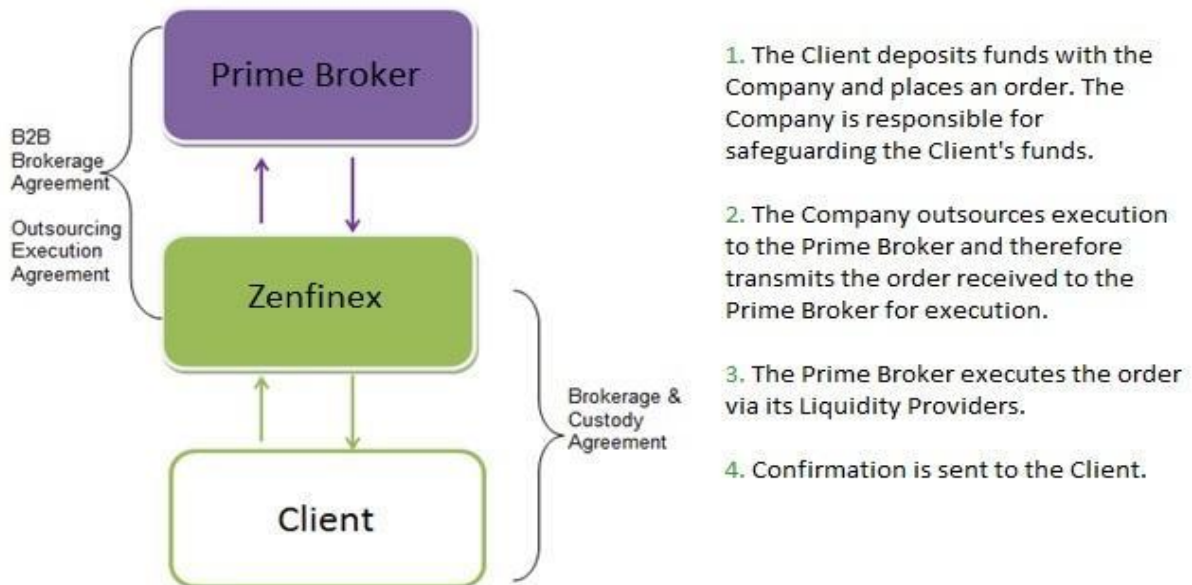 Prime Broker
B2B
Brokerage
Agreement
Outsourcing
Execution
Agreement
Zenfinex
Brokerage &
Custody
Agreement
Client
1. The Client deposits funds with the
Company and places an order. The
Company is responsible for
safeguarding the Client's funds.
2. The Company outsources execution
to the Prime Broker and therefore
transmits the order received to the
Prime Broker for execution.
3. The Prime Broker executes the order
via its Liquidity Providers.
4. Confirmation is sent to the Client.